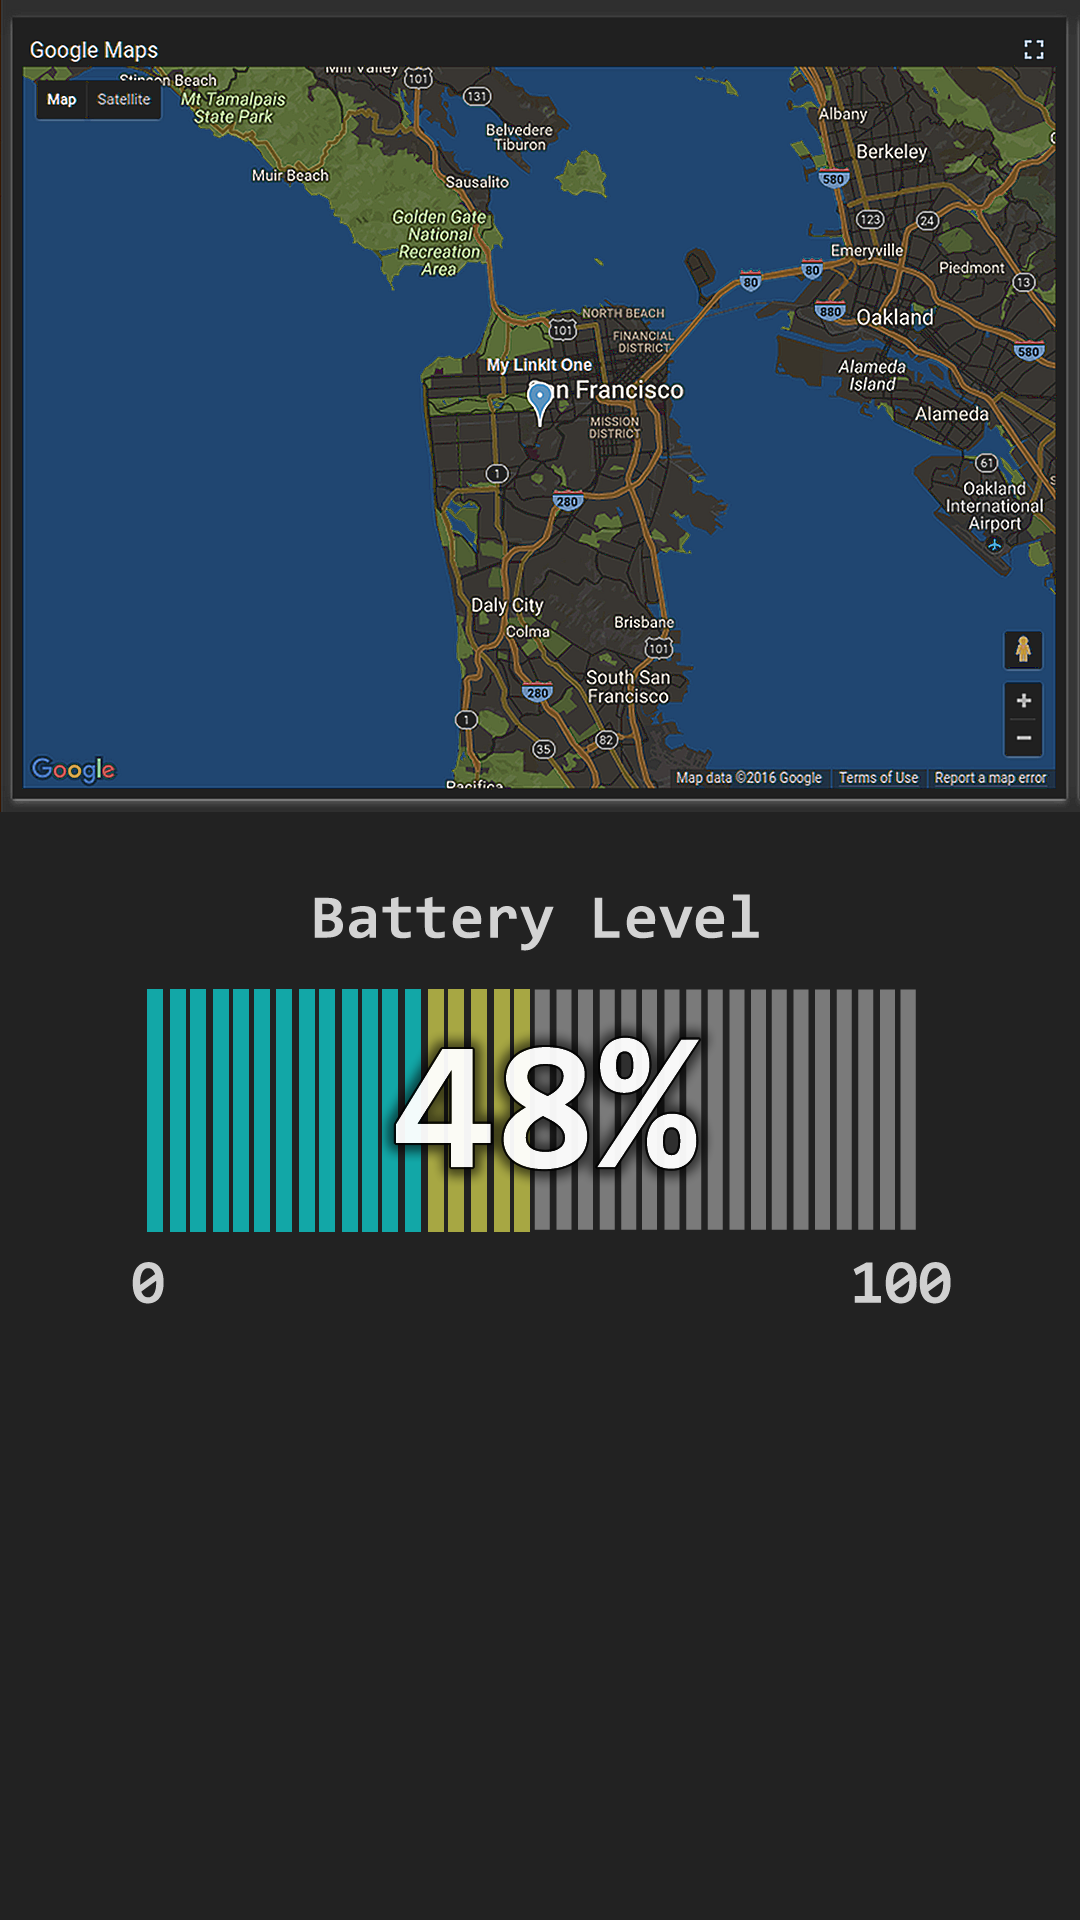 Google Maps
Stinson Beach
Mill Valley
101
Map
Satellite
Mt Tamalpais
State Park
131
Albany
Belvedere
Tiburon
Berkeley
Muir Beach
Sausalito
580
Golden Gate
National
Recreation
Area
123
24
Emeryville
80
80
Piedmont
13
880
Oakland
NORTH BEACH
101
FINANCIAL
DISTRICT
580
My LinkIt One
Alameda
Island
San Francisco
Alameda
MISSION
DISTRICT
1
61
280
Oakland
International
Airport
Daly City
Colma
Brisbane
101
South San
Francisco
280
1
35
82
Google
Pacifica
Map data ©2016 Google
Terms of Use
Report a map error
Battery Level
48%
0
100